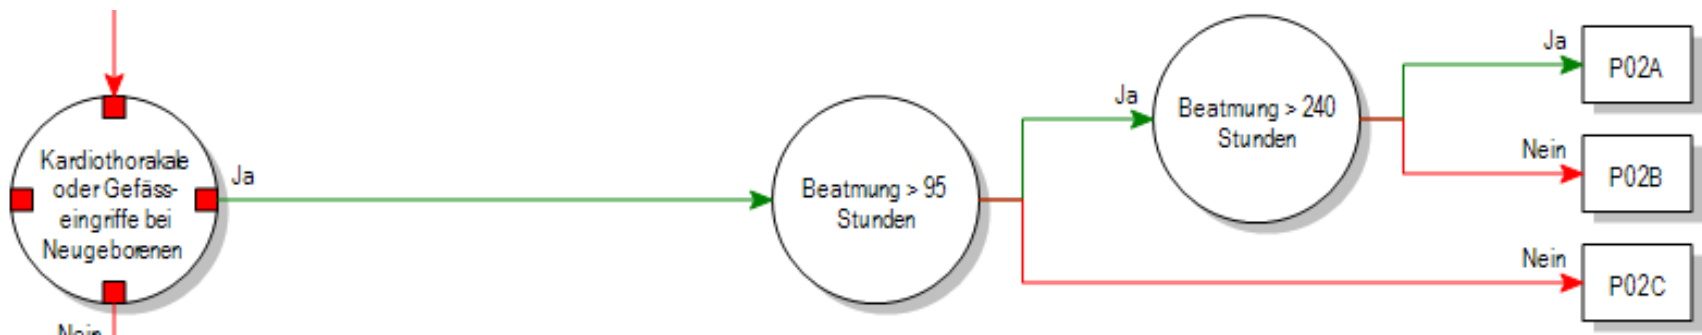 Kardiothorakale
oder Gefäss-
eingriffe bei
Neugeborenen
Ja
Nein
Beatmung > 95
Stunden
Ja
Nein
Beatmung > 240
Stunden
Ja
P02A
Nein
P02B
P02C